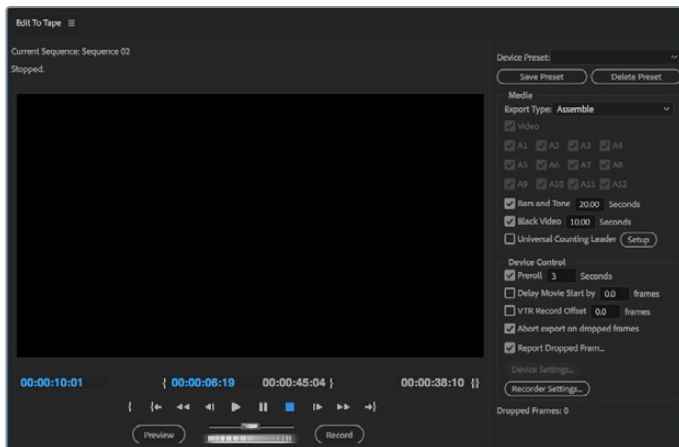 Edit To Tape
Current Sequence: Sequence 02
Stopped.
00:00:10:01
{ 00:00:06:19
00:00:45:04 }
00:00:38:10 {}
Preview
Record
Device Preset:
Save Preset
Delete Preset
Media
Export Type: Assemble
Video
A1 A2 A3 A4
A5 A6 A7 A8
A9 A10 A11 A12
Bars and Tone 20.00 Seconds
Black Video 10.00 Seconds
Universal Counting Leader Setup
Device Control
Preroll 3 Seconds
Delay Movie Start by 0.0 frames
VTR Record Offset 0.0 frames
Abort export on dropped frames
Report Dropped Fram...
Device Settings...
Recorder Settings...
Dropped Frames: 0